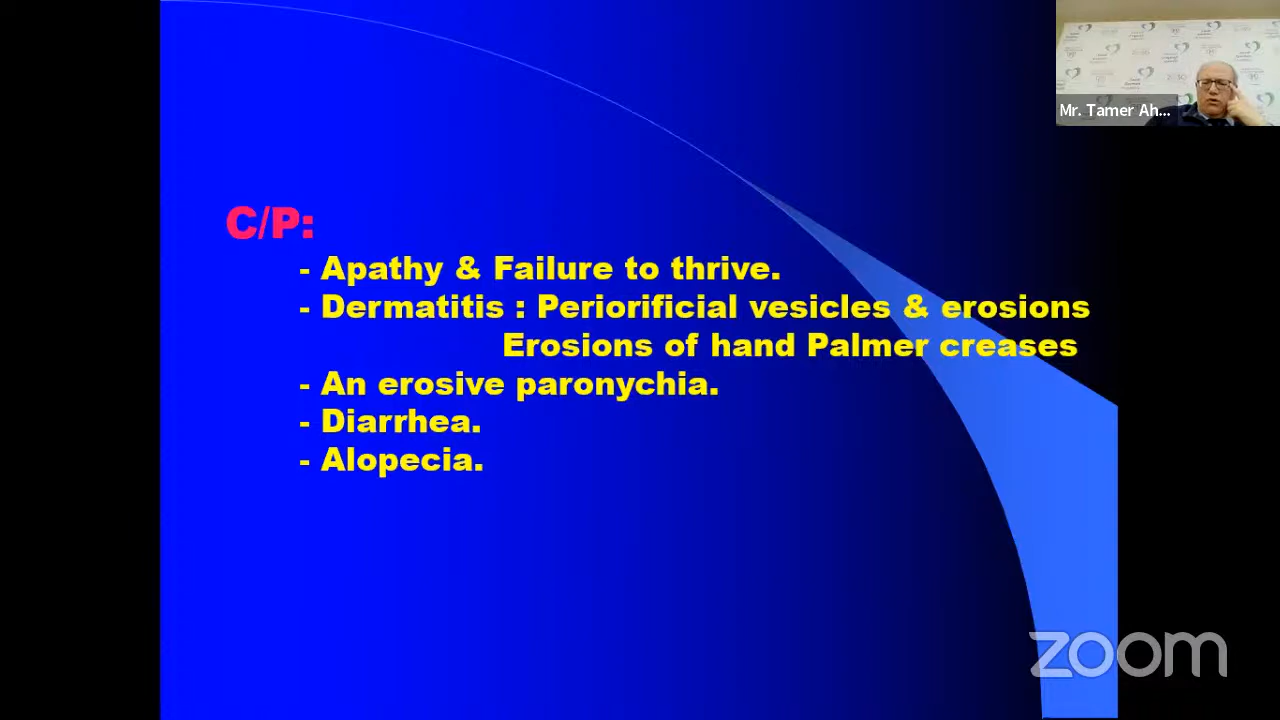 C/P:
- Apathy & Failure to thrive.
- Dermatitis : Periorificial vesicles & erosions
Erosions of hand Palmer creases
- An erosive paronychia.
- Diarrhea.
- Alopecia.
Mr. Tamer Ah...
zoom